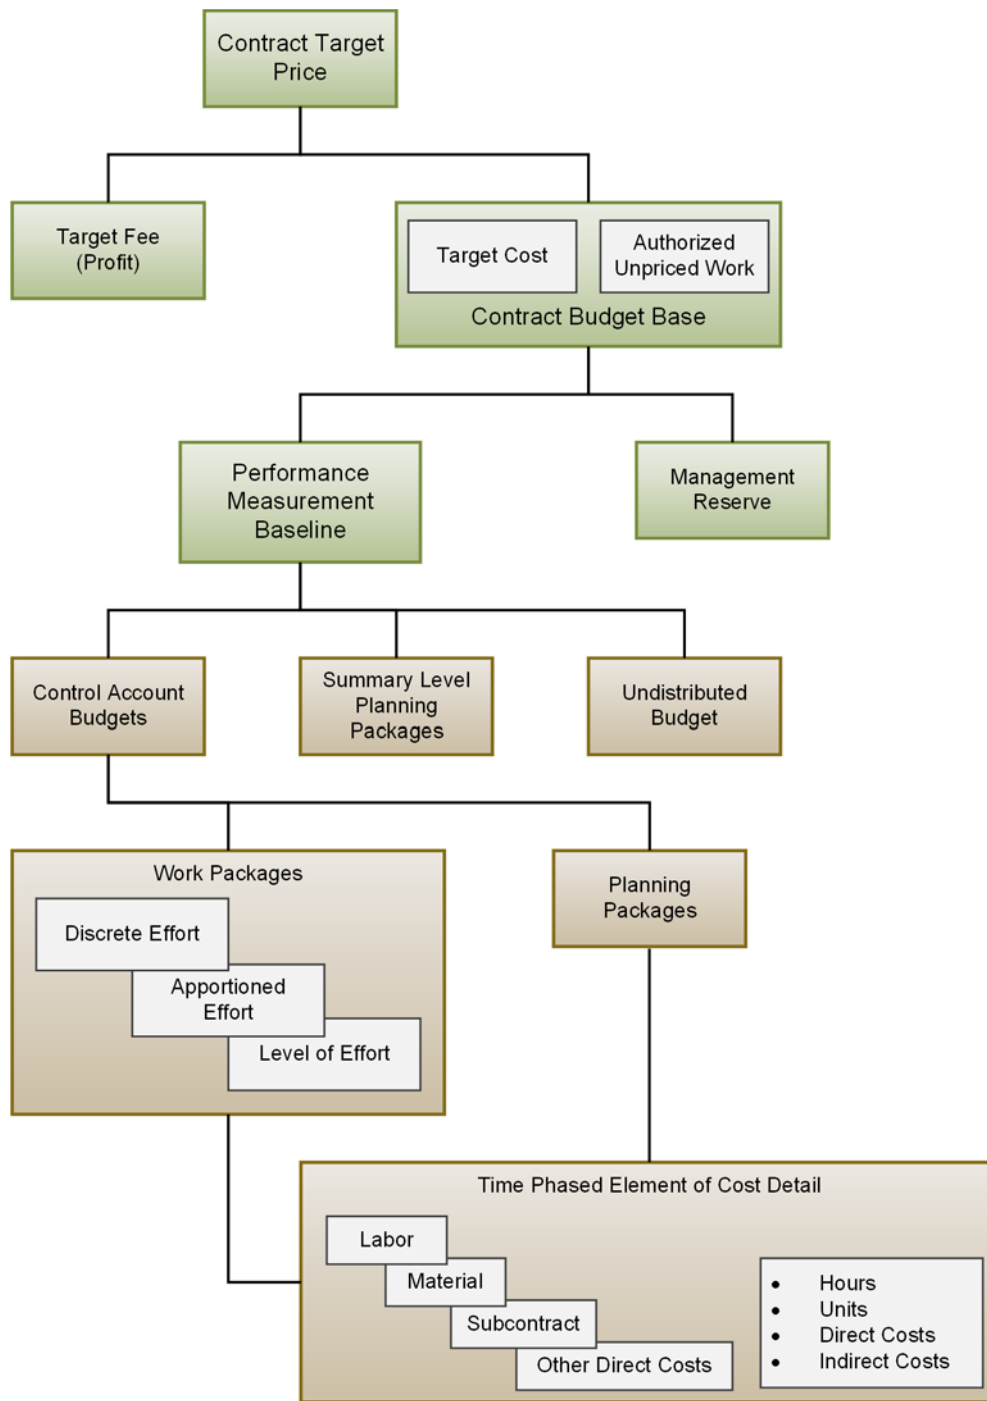 Contract Target
Price
Target Fee
(Profit)
Target Cost
Authorized
Unpriced Work
Contract Budget Base
Performance
Measurement
Baseline
Management
Reserve
Control Account
Budgets
Summary Level
Planning
Packages
Undistributed
Budget
Work Packages
Discrete Effort
Apportioned
Effort
Level of Effort
Planning
Packages
Time Phased Element of Cost Detail
Labor
Material
Subcontract
Other Direct Costs
• Hours
• Units
• Direct Costs
• Indirect Costs